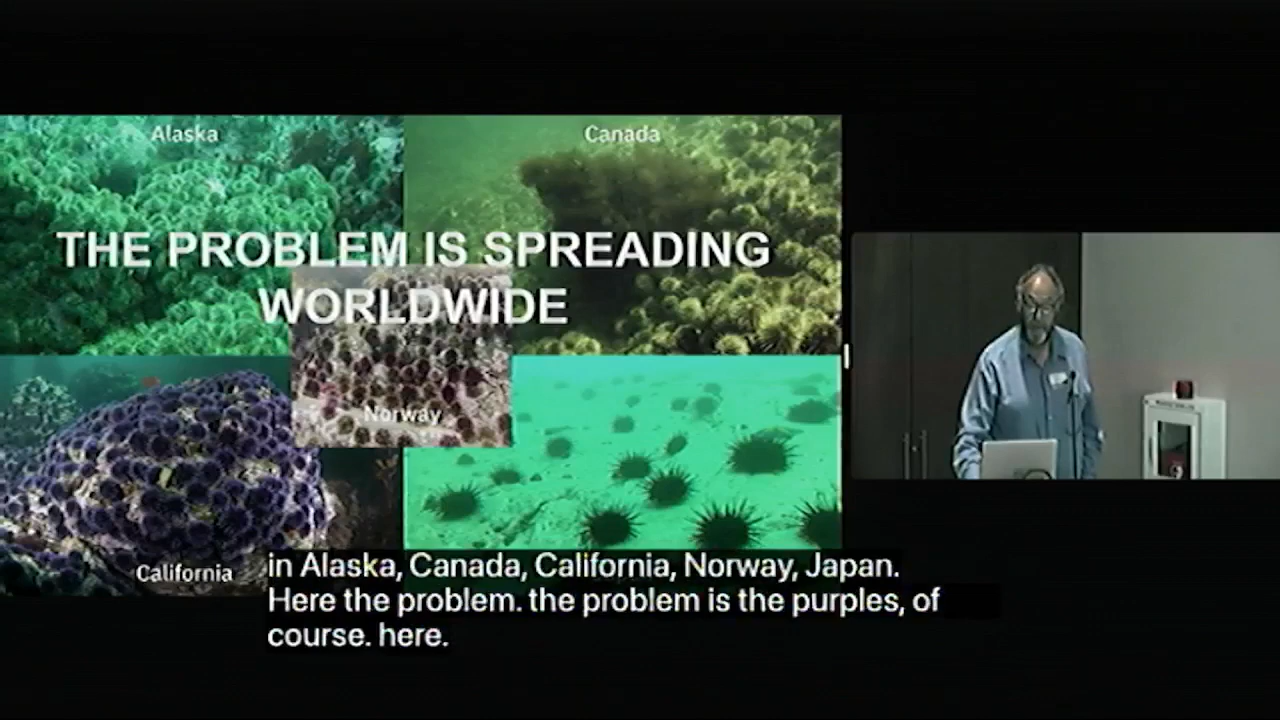 Alaska
Canada
THE PROBLEM IS SPREADING
WORLDWIDE
Norway
California
in Alaska, Canada, California, Norway, Japan.
Here the problem. the problem is the purples, of
course. here.